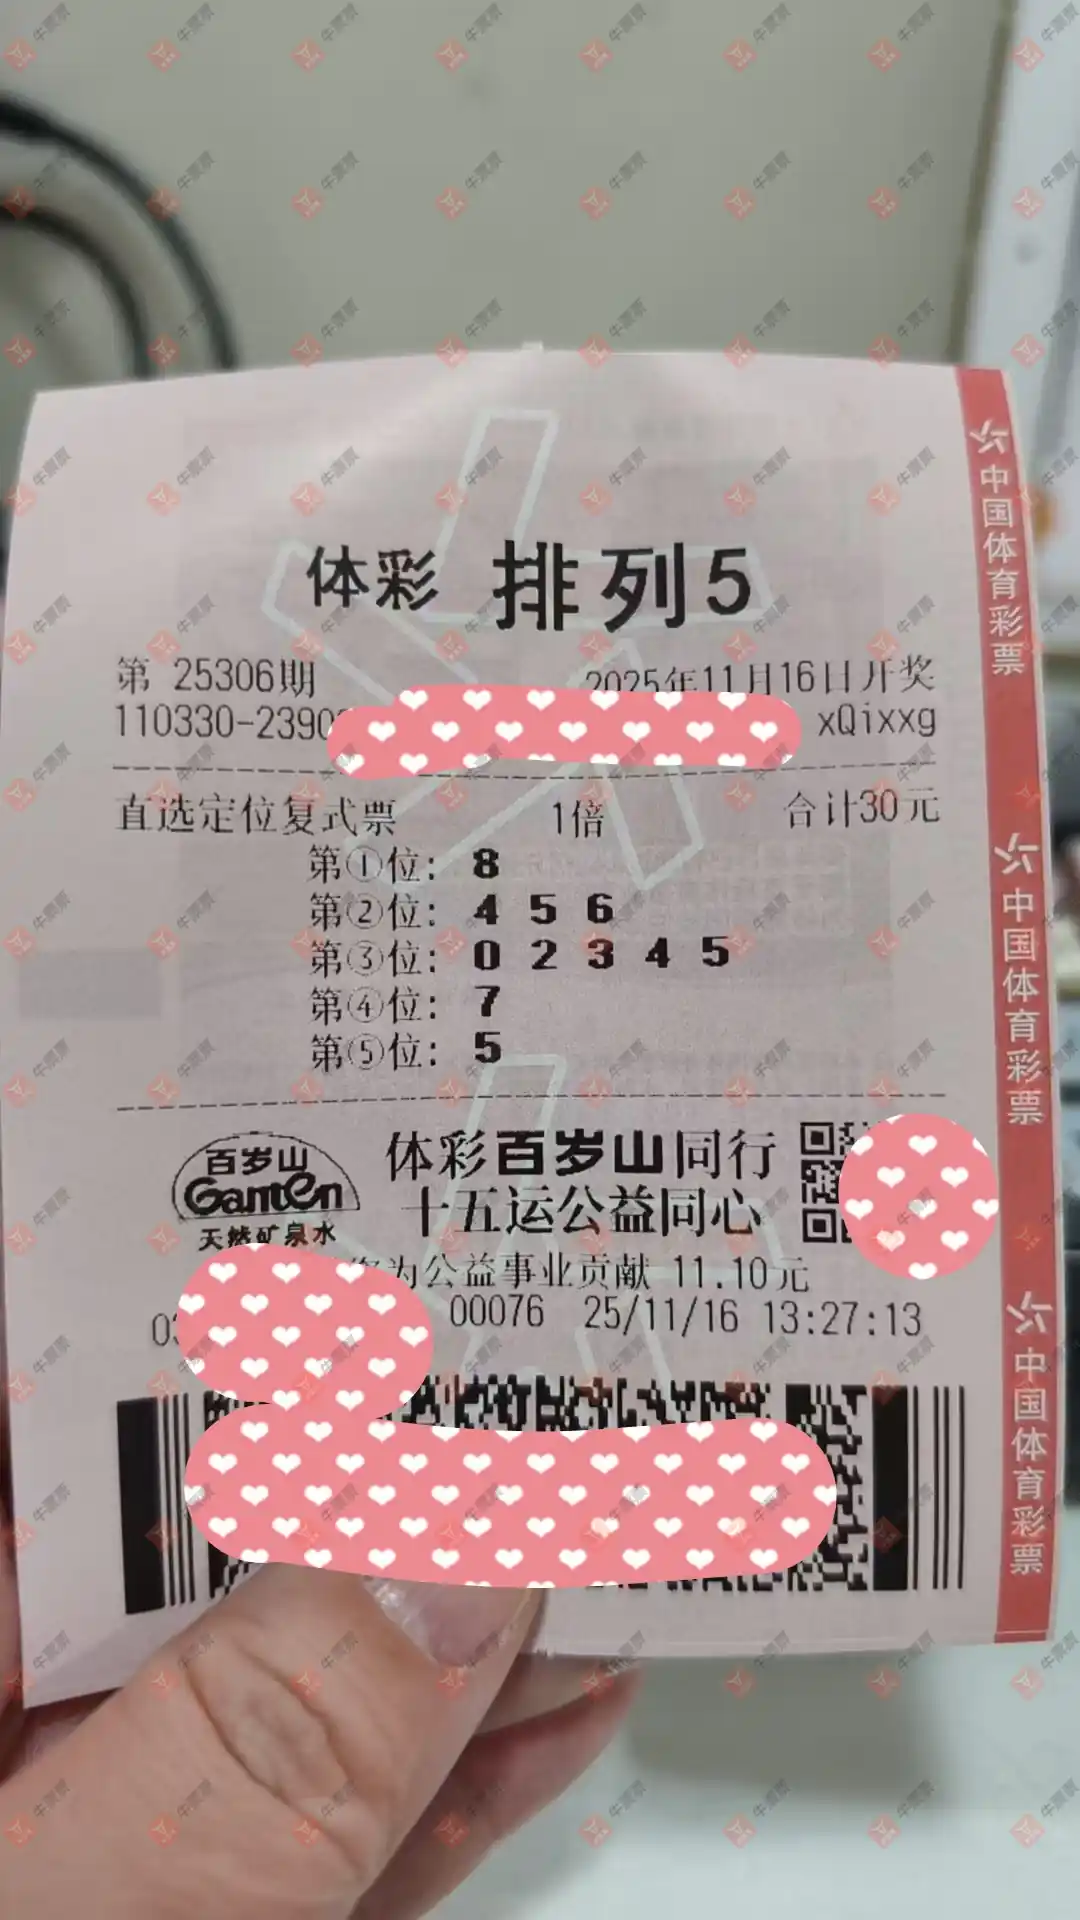 体彩 排列5
第 25306期 2025年11月16日开奖
110330-2390 xQixxg
直选定位复式票 1倍 合计30元
第①位: 8
第②位: 4 5 6
第③位: 0 2 3 4 5
第④位: 7
第⑤位: 5
百岁山
Ganten
天然矿泉水
体彩百岁山同行
十五运公益同心
您为公益事业贡献 11.10元
00076 25/11/16 13:27:13
中国体育彩票
中国体育彩票
中国体育彩票
牛票票